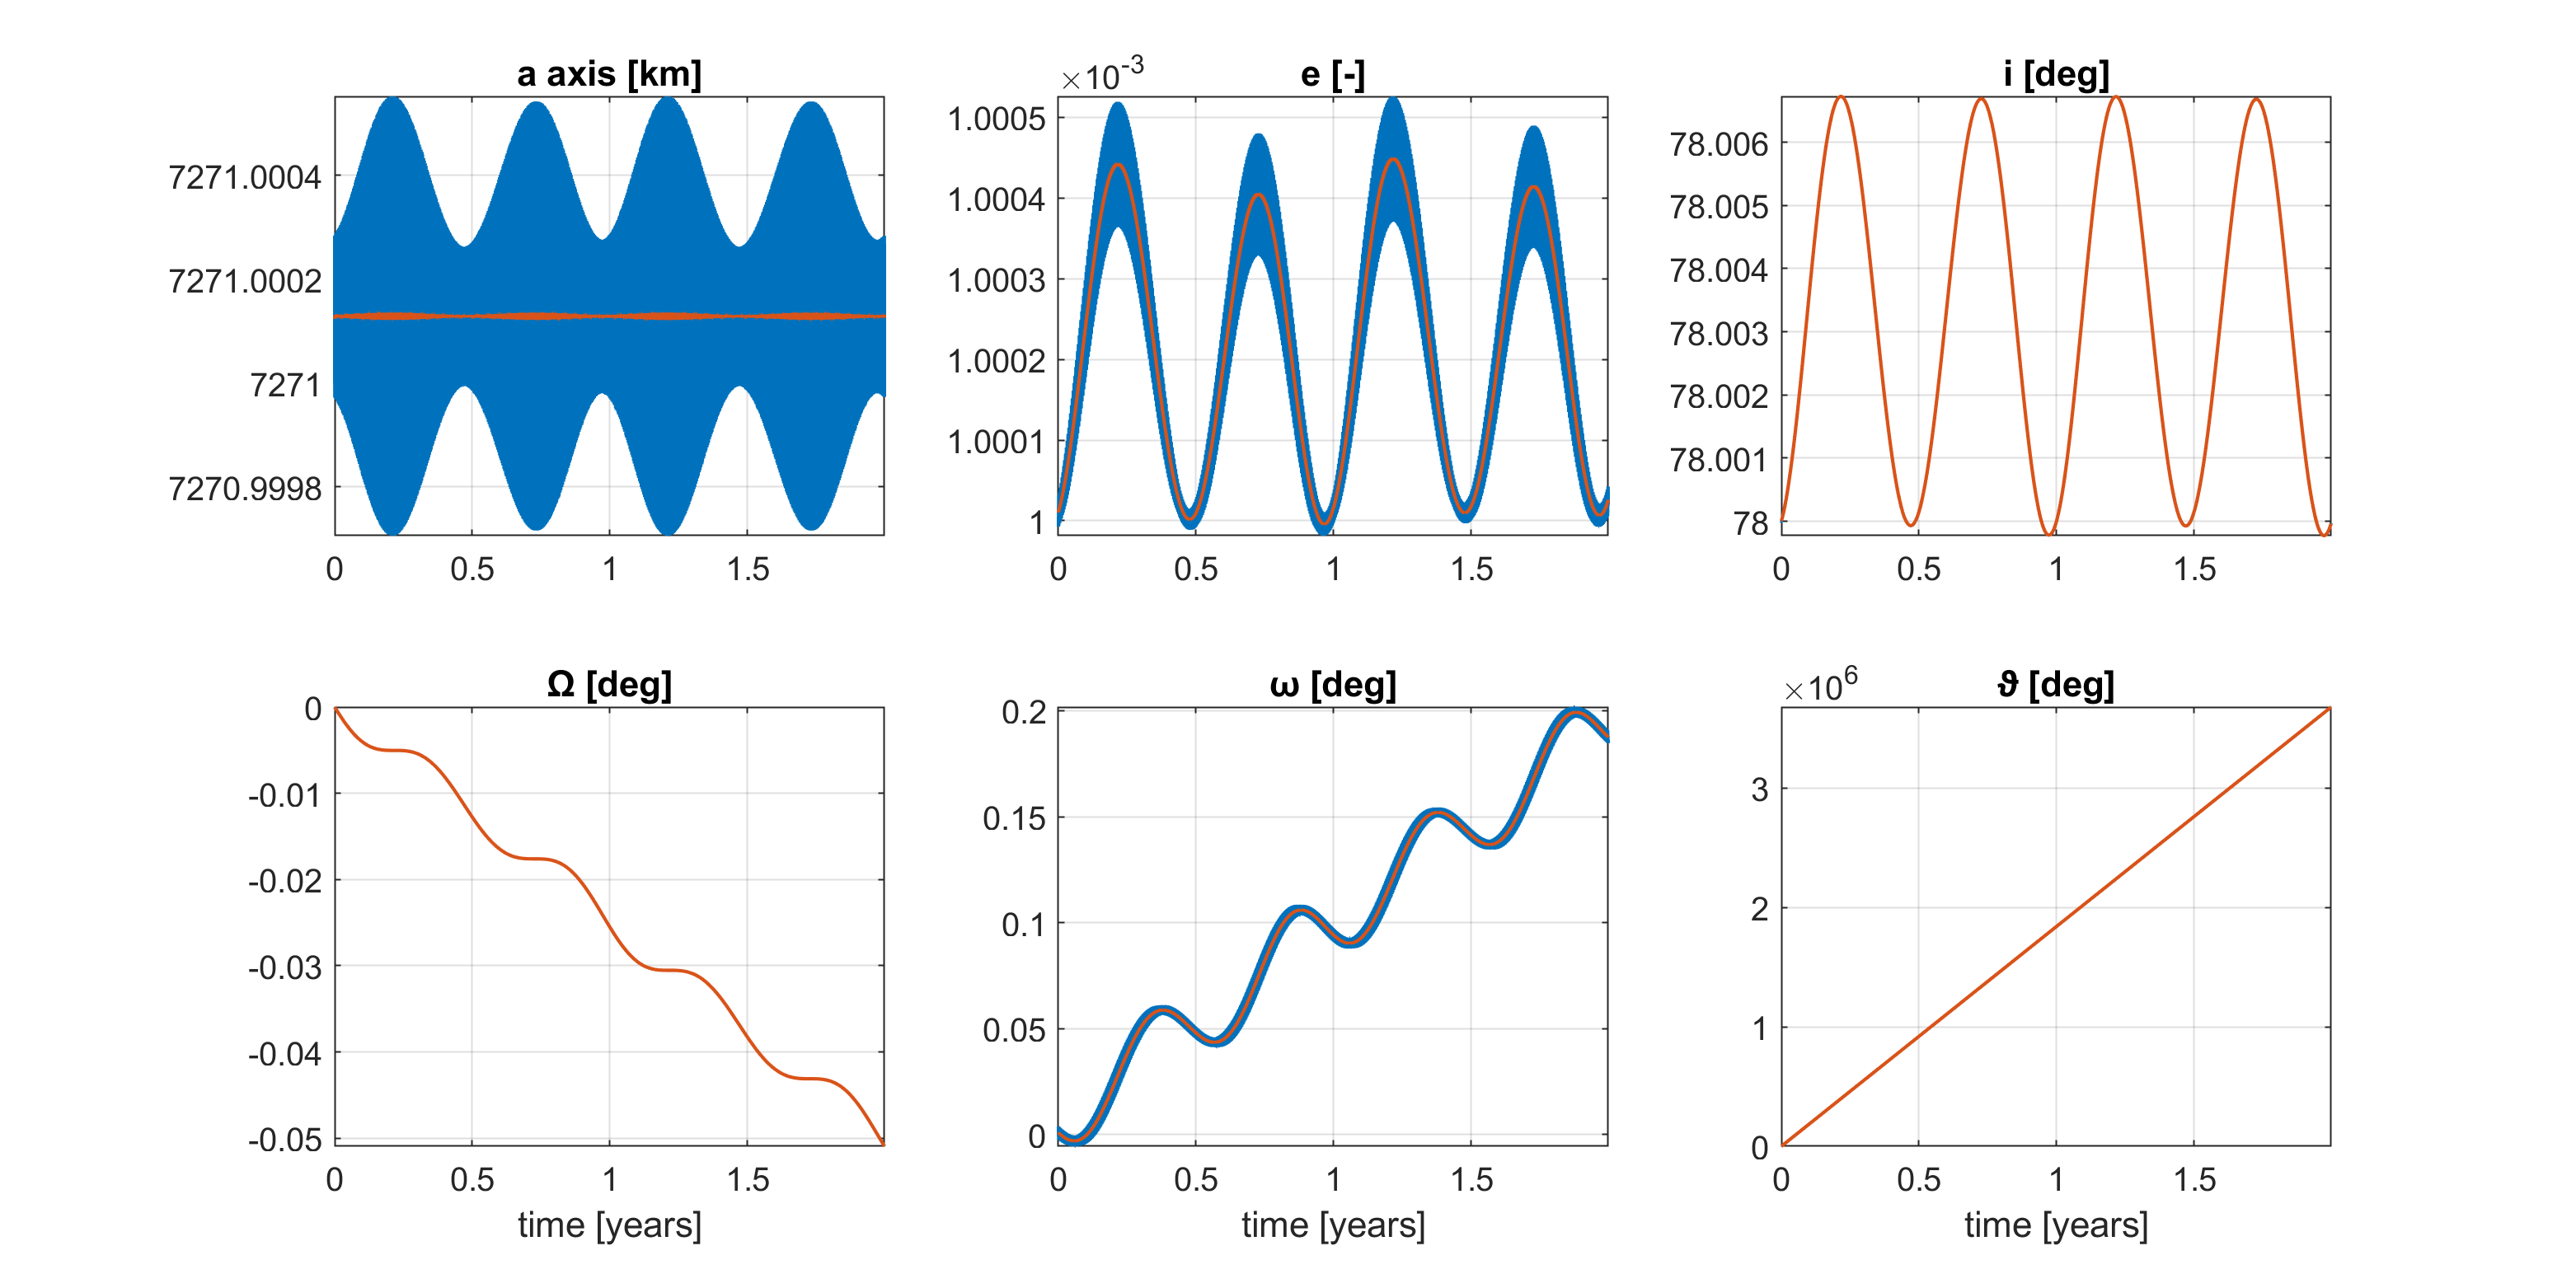 a axis [km]
7271.0004
7271.0002
7271
7270.9998
0 0.5 1 1.5
×10-3
e [-]
1.0005
1.0004
1.0003
1.0002
1.0001
1
0 0.5 1 1.5
i [deg]
78.006
78.005
78.004
78.003
78.002
78.001
78
0 0.5 1 1.5
Ω [deg]
0
-0.01
-0.02
-0.03
-0.04
-0.05
0 0.5 1 1.5
time [years]
ω [deg]
0.2
0.15
0.1
0.05
0
0 0.5 1 1.5
time [years]
×106
ϑ [deg]
3
2
1
0
0 0.5 1 1.5
time [years]